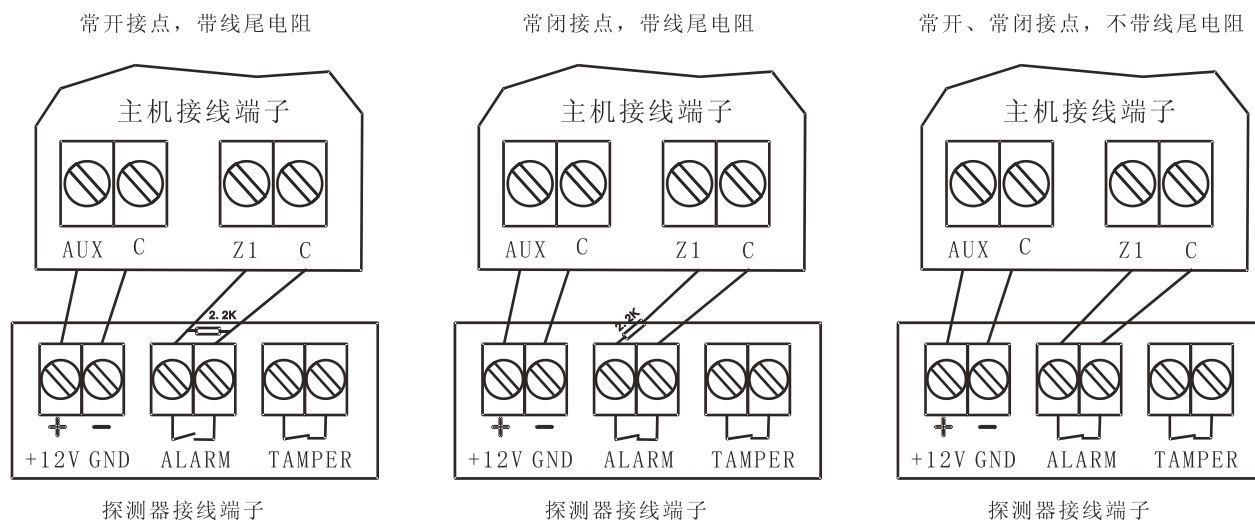 常开接点，带线尾电阻
主机接线端子
AUX C Z1 C
2.2K
+ −
+12V GND ALARM TAMPER
探测器接线端子
常闭接点，带线尾电阻
主机接线端子
AUX C Z1 C
2.2K
+ −
+12V GND ALARM TAMPER
探测器接线端子
常开、常闭接点，不带线尾电阻
主机接线端子
AUX C Z1 C
+ −
+12V GND ALARM TAMPER
探测器接线端子